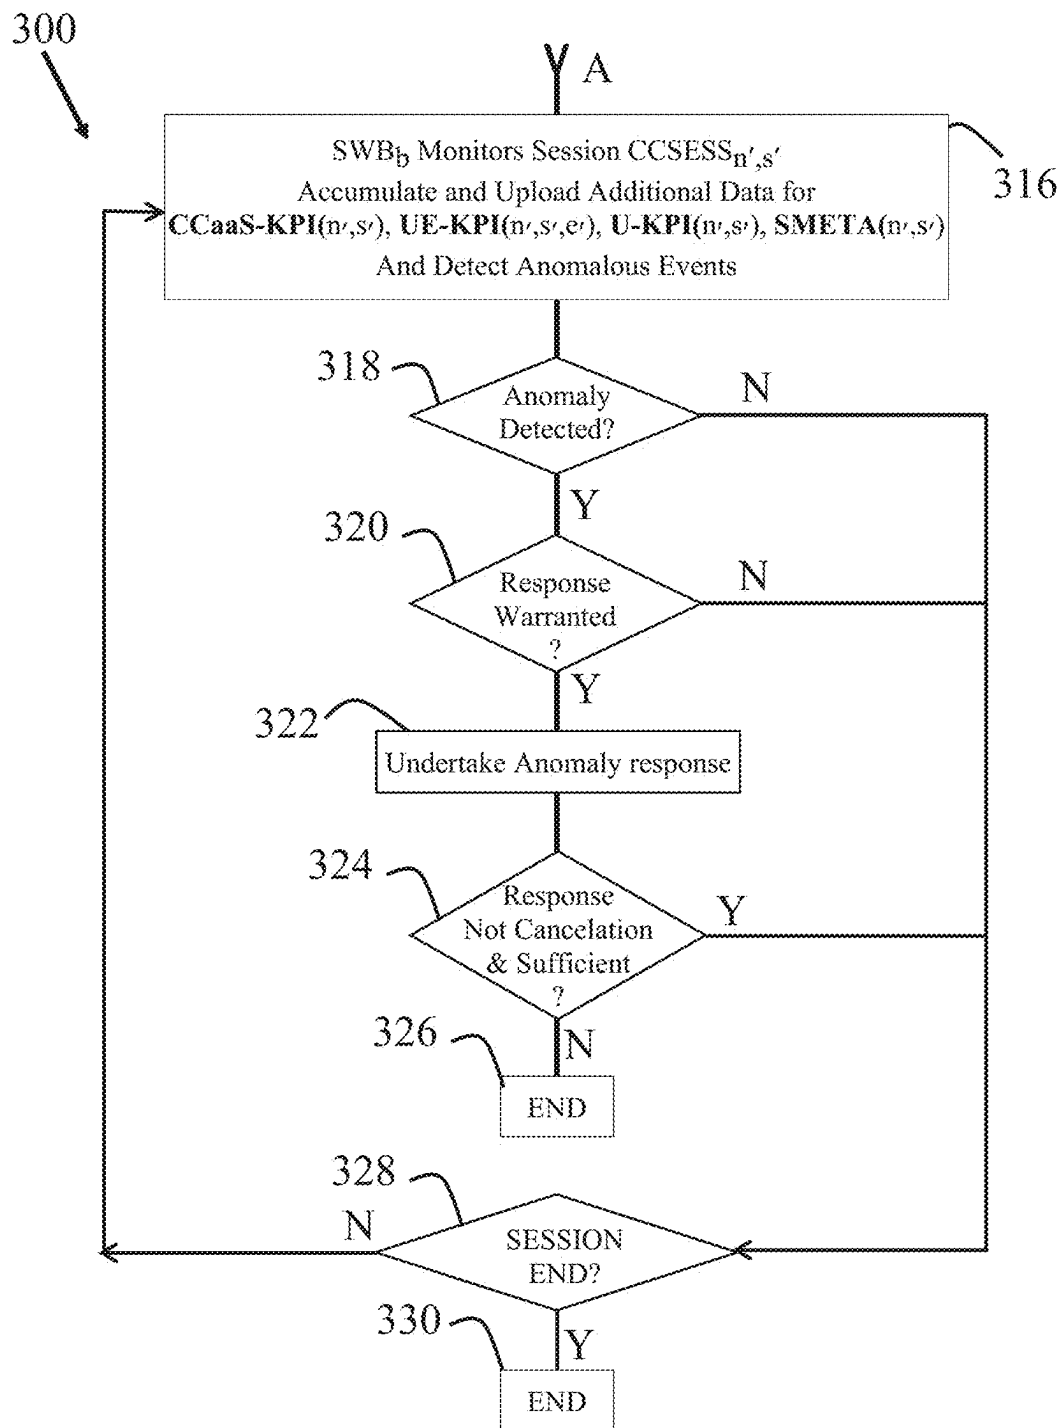 300
A
SWBb Monitors Session CCSESSn′,s′
316
Accumulate and Upload Additional Data for
CCaaS-KPI(n′,s′), UE-KPI(n′,s′,e′), U-KPI(n′,s′), SMETA(n′,s′)
And Detect Anomalous Events
318
N
Anomaly
Detected?
Y
320
N
Response
Warranted
?
Y
322
Undertake Anomaly response
324
Response
Y
Not Cancelation
& Sufficient
?
326
N
END
328
N
SESSION
END?
330
Y
END